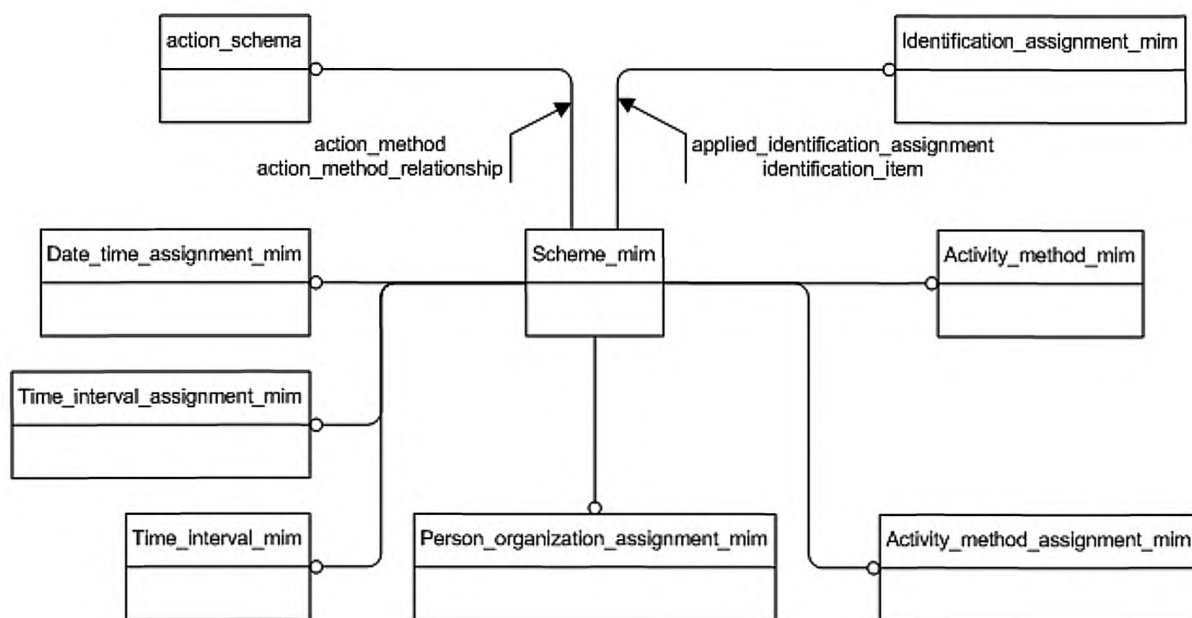 action_schema
Identification_assignment_mim
action_method
action_method_relationship
applied_identification_assignment
identification_item
Date_time_assignment_mim
Scheme_mim
Activity_method_mim
Time_interval_assignment_mim
Time_interval_mim
Person_organization_assignment_mim
Activity_method_assignment_mim